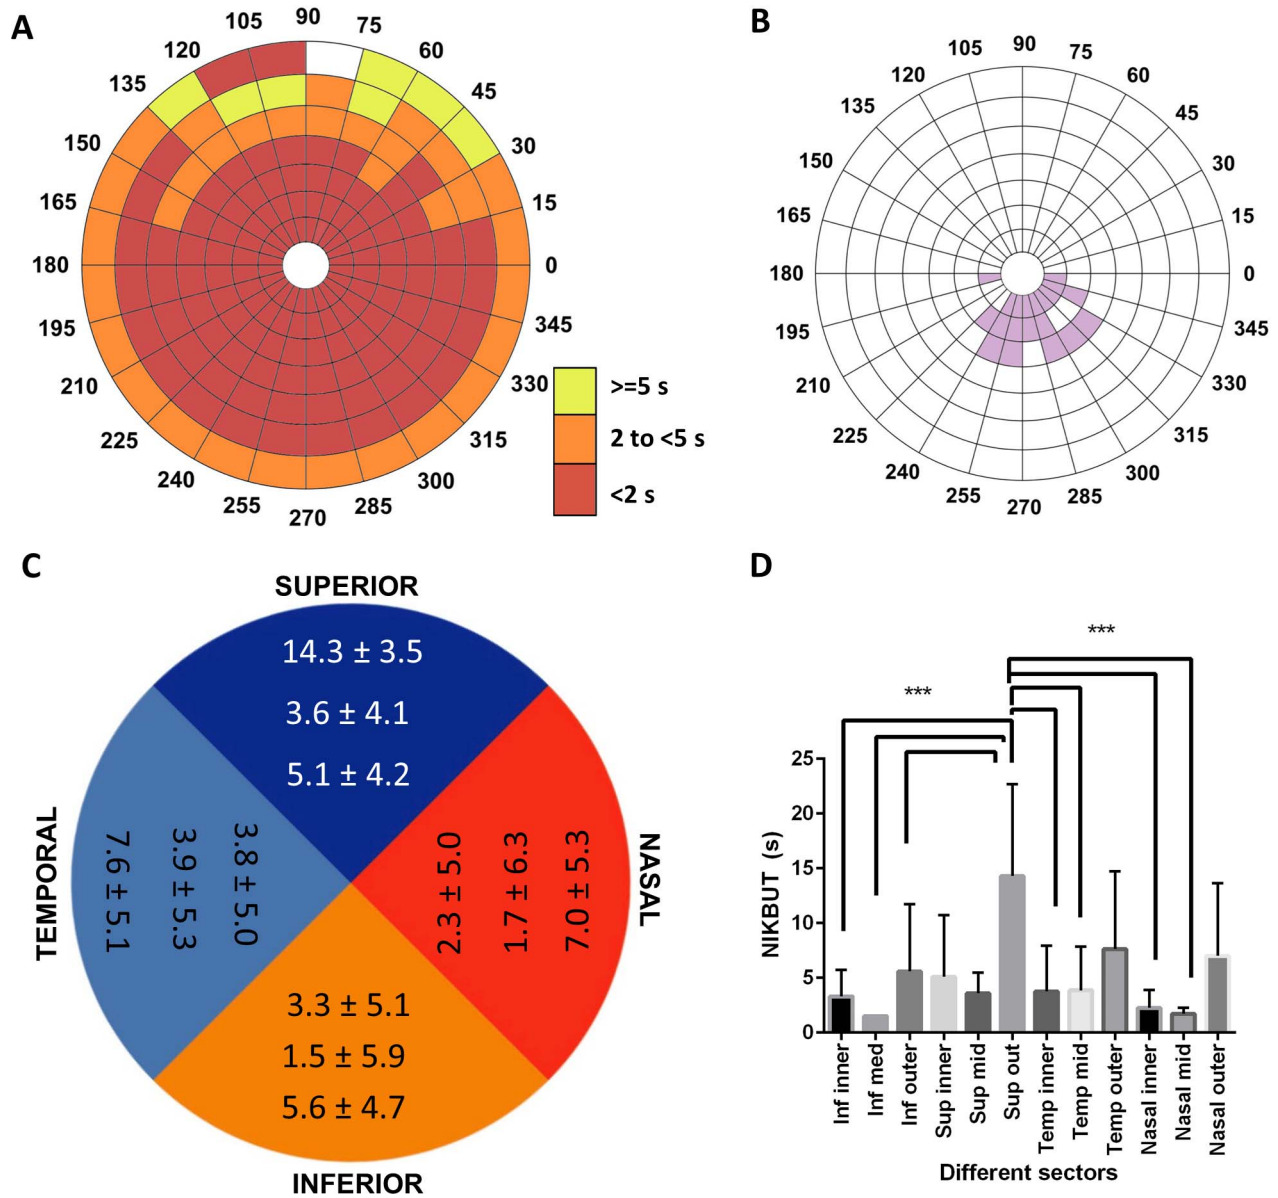 A
90
105
75
120
60
135
45
150
30
165
15
180
0
195
345
210
330
225
315
240
300
255
285
270
>=5 s
2 to <5 s
<2 s
B
90
105
75
120
60
135
45
150
30
165
15
180
0
195
345
210
330
225
315
240
300
255
285
270
C
SUPERIOR
14.3 ± 3.5
3.6 ± 4.1
5.1 ± 4.2
TEMPORAL
7.6 ± 5.1
3.9 ± 5.3
3.8 ± 5.0
2.3 ± 5.0
1.7 ± 6.3
7.0 ± 5.3
NASAL
3.3 ± 5.1
1.5 ± 5.9
5.6 ± 4.7
INFERIOR
D
***
***
NIKBUT (s)
25
20
15
10
5
0
Inf inner
Inf med
Inf outer
Sup inner
Sup mid
Sup out
Temp inner
Temp mid
Temp outer
Nasal inner
Nasal mid
Nasal outer
Different sectors